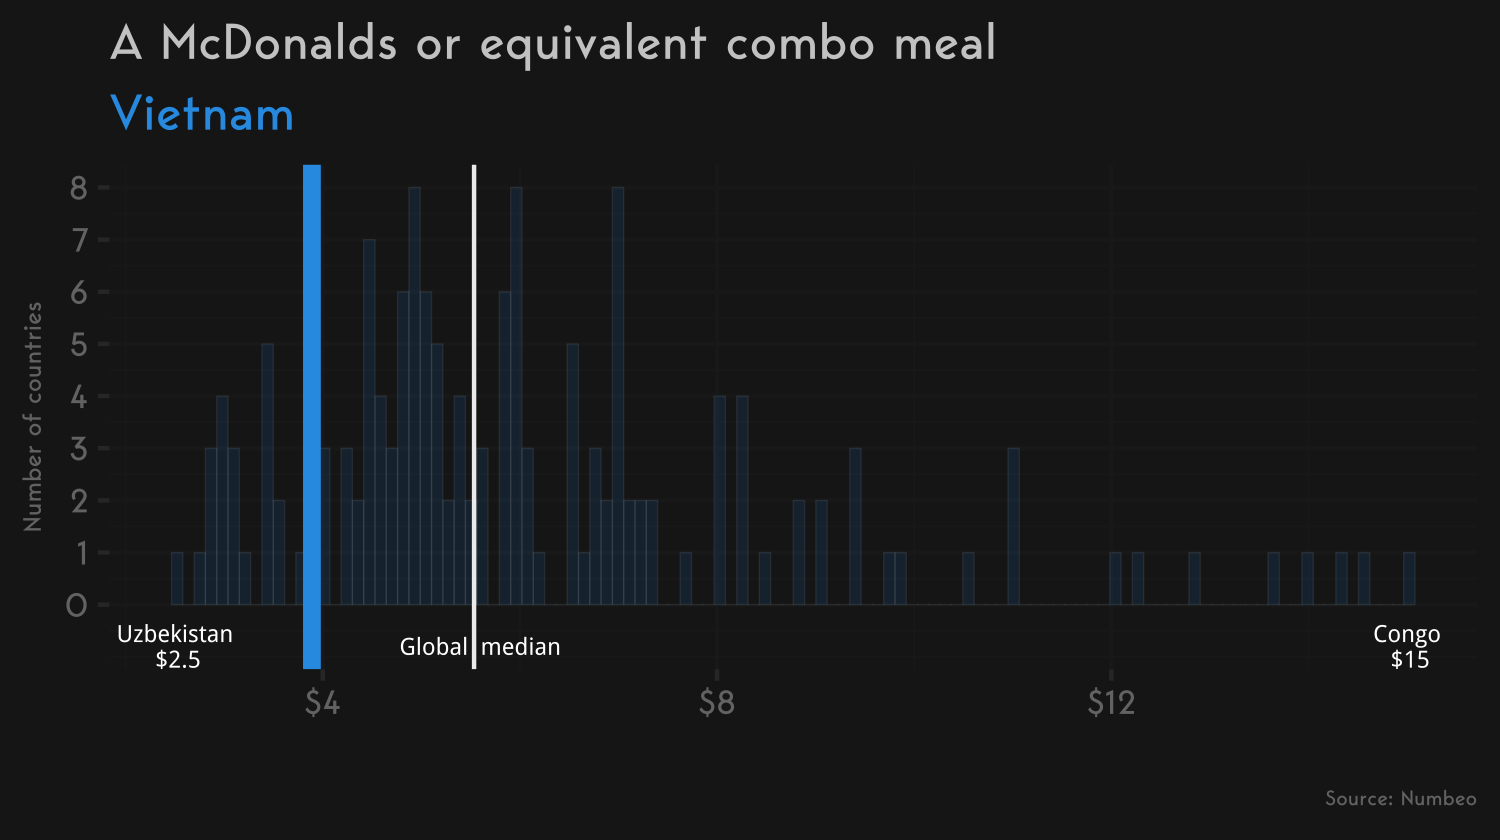 A McDonalds or equivalent combo meal
Vietnam
Number of countries
8
7
6
5
4
3
2
1
0
Uzbekistan
$2.5
Global median
Congo
$15
$4
$8
$12
Source: Numbeo